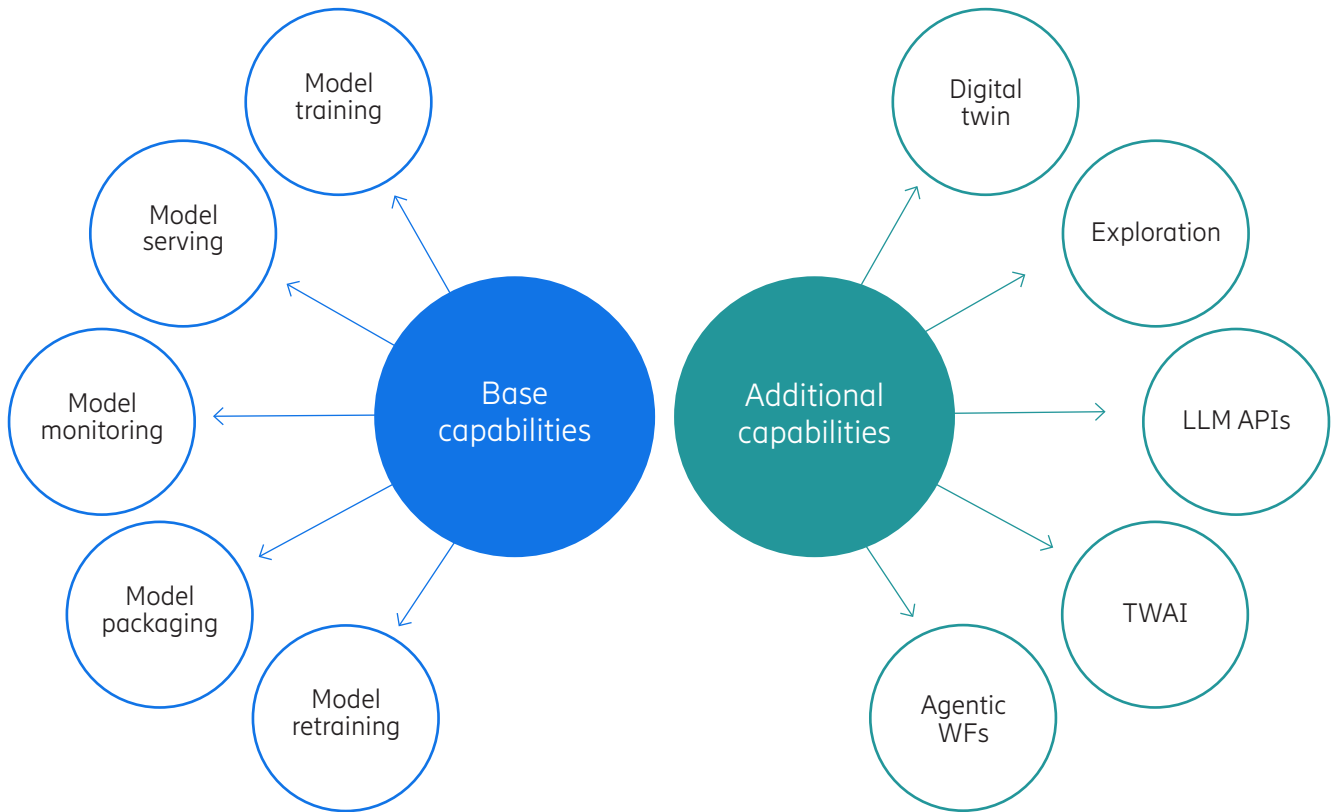 Model
training
Model
serving
Model
monitoring
Model
packaging
Model
retraining
Base
capabilities
Additional
capabilities
Digital
twin
Exploration
LLM APIs
TWAI
Agentic
WFs